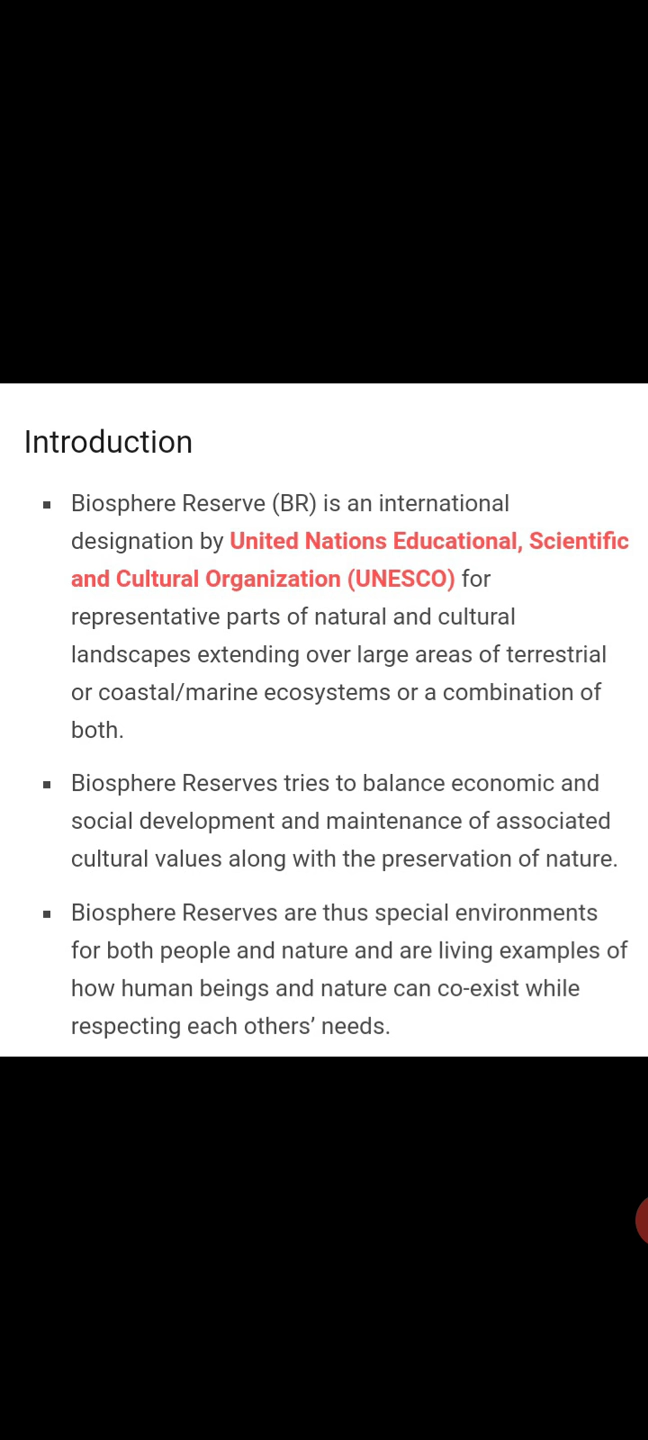 Introduction
▪ Biosphere Reserve (BR) is an international
designation by United Nations Educational, Scientific
and Cultural Organization (UNESCO) for
representative parts of natural and cultural
landscapes extending over large areas of terrestrial
or coastal/marine ecosystems or a combination of
both.
▪ Biosphere Reserves tries to balance economic and
social development and maintenance of associated
cultural values along with the preservation of nature.
▪ Biosphere Reserves are thus special environments
for both people and nature and are living examples of
how human beings and nature can co-exist while
respecting each others’ needs.